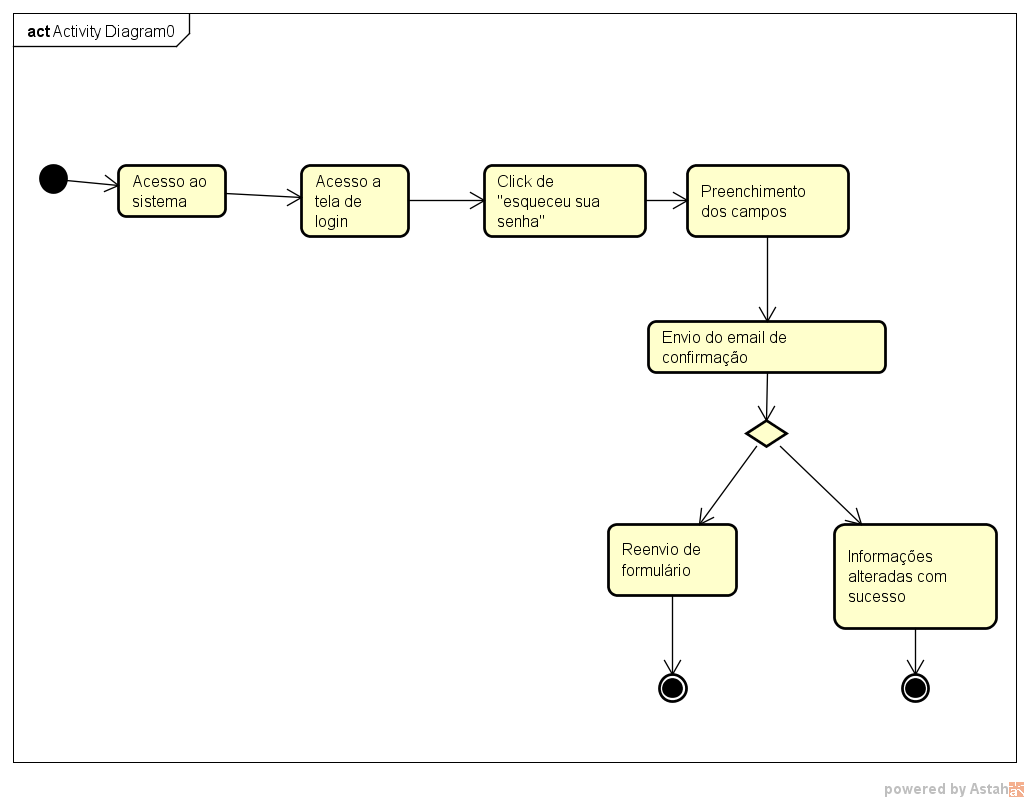 act Activity Diagram0
Acesso ao
sistema
Acesso a
tela de
login
Click de
"esqueceu sua
senha"
Preenchimento
dos campos
Envio do email de
confirmação
Reenvio de
formulário
Informações
alteradas com
sucesso
powered by Astah